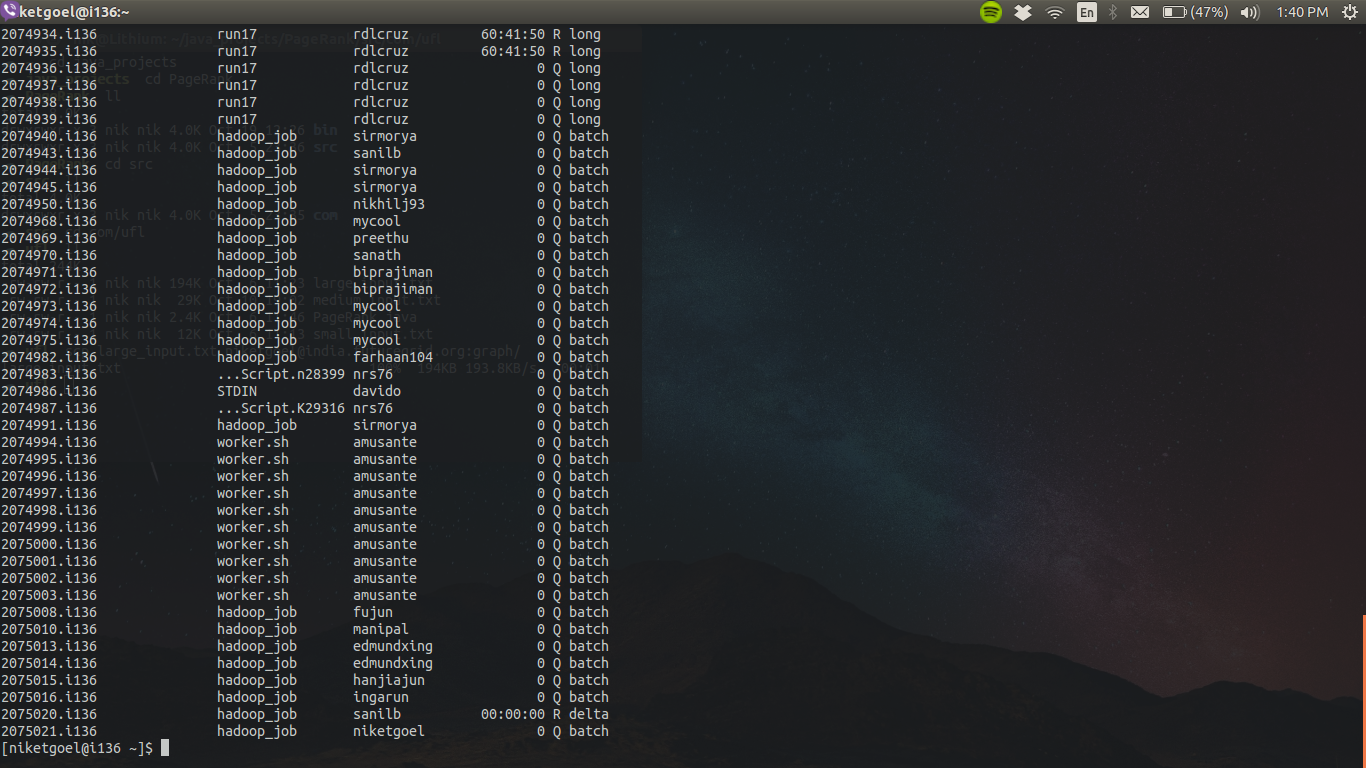 ketgoel@i136:~ En (47%) 1:40 PM
2074934.i136 run17 rdlcruz 60:41:50 R long
2074935.i136 run17 rdlcruz 60:41:50 R long
2074936.i136 run17 rdlcruz 0 Q long
2074937.i136 run17 rdlcruz 0 Q long
2074938.i136 run17 rdlcruz 0 Q long
2074939.i136 run17 rdlcruz 0 Q long
2074940.i136 hadoop_job sirmorya 0 Q batch
2074943.i136 hadoop_job sanilb 0 Q batch
2074944.i136 hadoop_job sirmorya 0 Q batch
2074945.i136 hadoop_job sirmorya 0 Q batch
2074950.i136 hadoop_job nikhilj93 0 Q batch
2074968.i136 hadoop_job mycool 0 Q batch
2074969.i136 hadoop_job preethu 0 Q batch
2074970.i136 hadoop_job sanath 0 Q batch
2074971.i136 hadoop_job biprajiman 0 Q batch
2074972.i136 hadoop_job biprajiman 0 Q batch
2074973.i136 hadoop_job mycool 0 Q batch
2074974.i136 hadoop_job mycool 0 Q batch
2074975.i136 hadoop_job mycool 0 Q batch
2074982.i136 hadoop_job farhaan104 0 Q batch
2074983.i136 ...Script.n28399 nrs76 0 Q batch
2074986.i136 STDIN davido 0 Q batch
2074987.i136 ...Script.K29316 nrs76 0 Q batch
2074991.i136 hadoop_job sirmorya 0 Q batch
2074994.i136 worker.sh amusante 0 Q batch
2074995.i136 worker.sh amusante 0 Q batch
2074996.i136 worker.sh amusante 0 Q batch
2074997.i136 worker.sh amusante 0 Q batch
2074998.i136 worker.sh amusante 0 Q batch
2074999.i136 worker.sh amusante 0 Q batch
2075000.i136 worker.sh amusante 0 Q batch
2075001.i136 worker.sh amusante 0 Q batch
2075002.i136 worker.sh amusante 0 Q batch
2075003.i136 worker.sh amusante 0 Q batch
2075008.i136 hadoop_job fujun 0 Q batch
2075010.i136 hadoop_job manipal 0 Q batch
2075013.i136 hadoop_job edmundxing 0 Q batch
2075014.i136 hadoop_job edmundxing 0 Q batch
2075015.i136 hadoop_job hanjiajun 0 Q batch
2075016.i136 hadoop_job ingarun 0 Q batch
2075020.i136 hadoop_job sanilb 00:00:00 R delta
2075021.i136 hadoop_job niketgoel 0 Q batch
[niketgoel@i136 ~]$